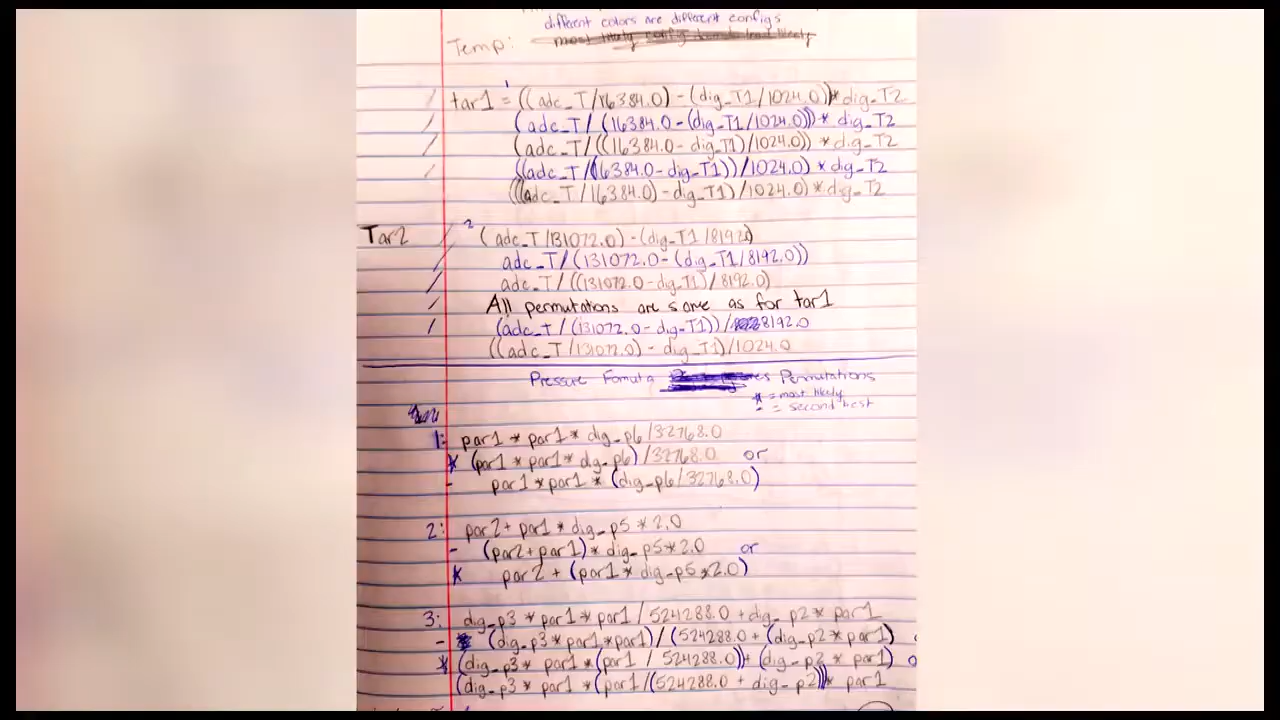 different colors are different configs
Temp: most likely config
1
tar1 = ((adc_T/16384.0) - (dig_T1/1024.0))* dig_T2
(adc_T/ (16384.0-(dig_T1/1024.0)))* dig_T2
(adc_T/((16384.0-dig_T1)/1024.0)) * dig_T2
((adc_T/(16384.0-dig_T1))/1024.0) * dig_T2
(((adc_T/16384.0)-dig_T1)/1024.0)* dig_T2
Tar2 2 (adc_T/131072.0)-(dig_T1/8192.0)
adc_T/(131072.0-(dig_T1/8192.0))
adc_T/((131072.0-dig_T1)/8192.0)
All permutations are same as for tar1
(adc_T/(131072.0-dig_T1))/8192.0
((adc_T/131072.0) - dig_T1)/1024.0
Pressure Fomula Permutations
* = most likely
- = second best
1: par1 * par1 * dig_p6/32768.0
* (par1 * par1* dig_p6)/32768.0 or
- par1*par1 * (dig_p6/32768.0)
2: par2+ par1 * dig_p5 * 2.0
- (par2+par1)* dig_p5*2.0 or
* par2 + (par1* dig_p5*2.0)
3: dig_p3 * par1 * par1 / 524288.0 + dig_p2 * par1
- (dig_p3*par1*par1)/(524288.0 + (dig_p2*par1)
* (dig_p3* par1 *(par1 / 524288.0))+(dig_p2 * par1)
(dig_p3 * par1 *(par1/(524288.0 + dig_p2)))* par1